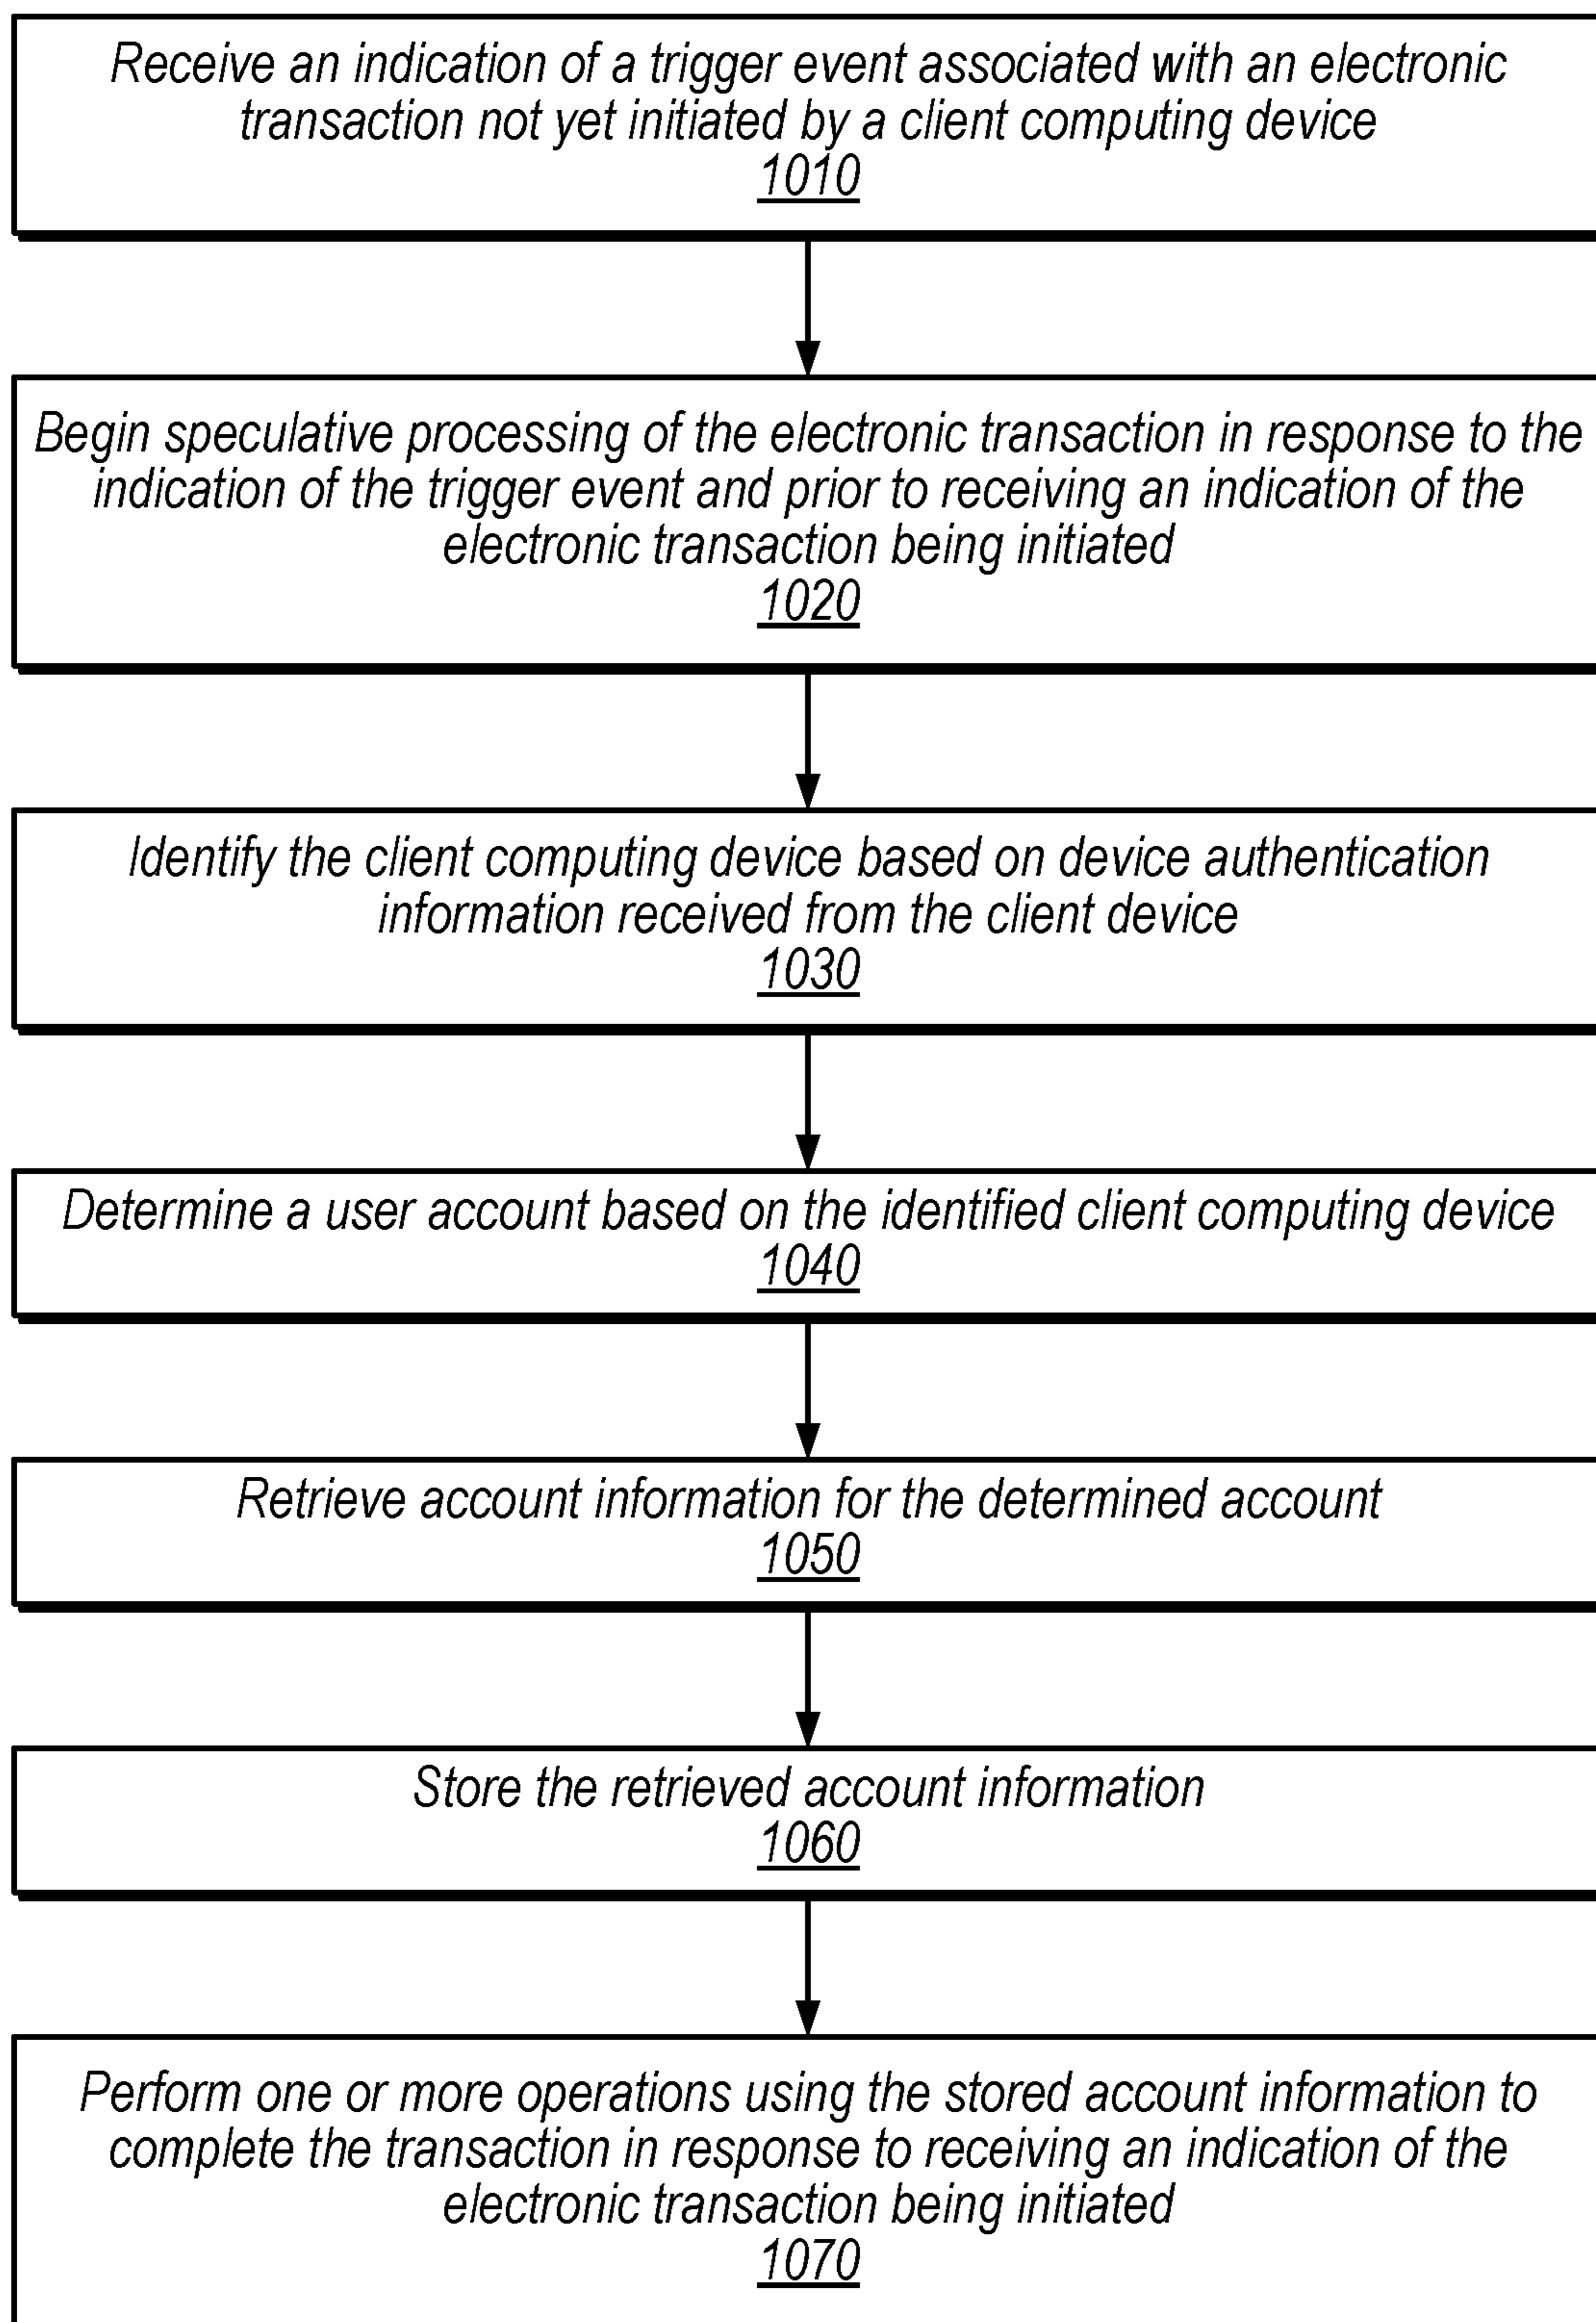 Receive an indication of a trigger event associated with an electronic
transaction not yet initiated by a client computing device
1010
Begin speculative processing of the electronic transaction in response to the
indication of the trigger event and prior to receiving an indication of the
electronic transaction being initiated
1020
Identify the client computing device based on device authentication
information received from the client device
1030
Determine a user account based on the identified client computing device
1040
Retrieve account information for the determined account
1050
Store the retrieved account information
1060
Perform one or more operations using the stored account information to
complete the transaction in response to receiving an indication of the
electronic transaction being initiated
1070